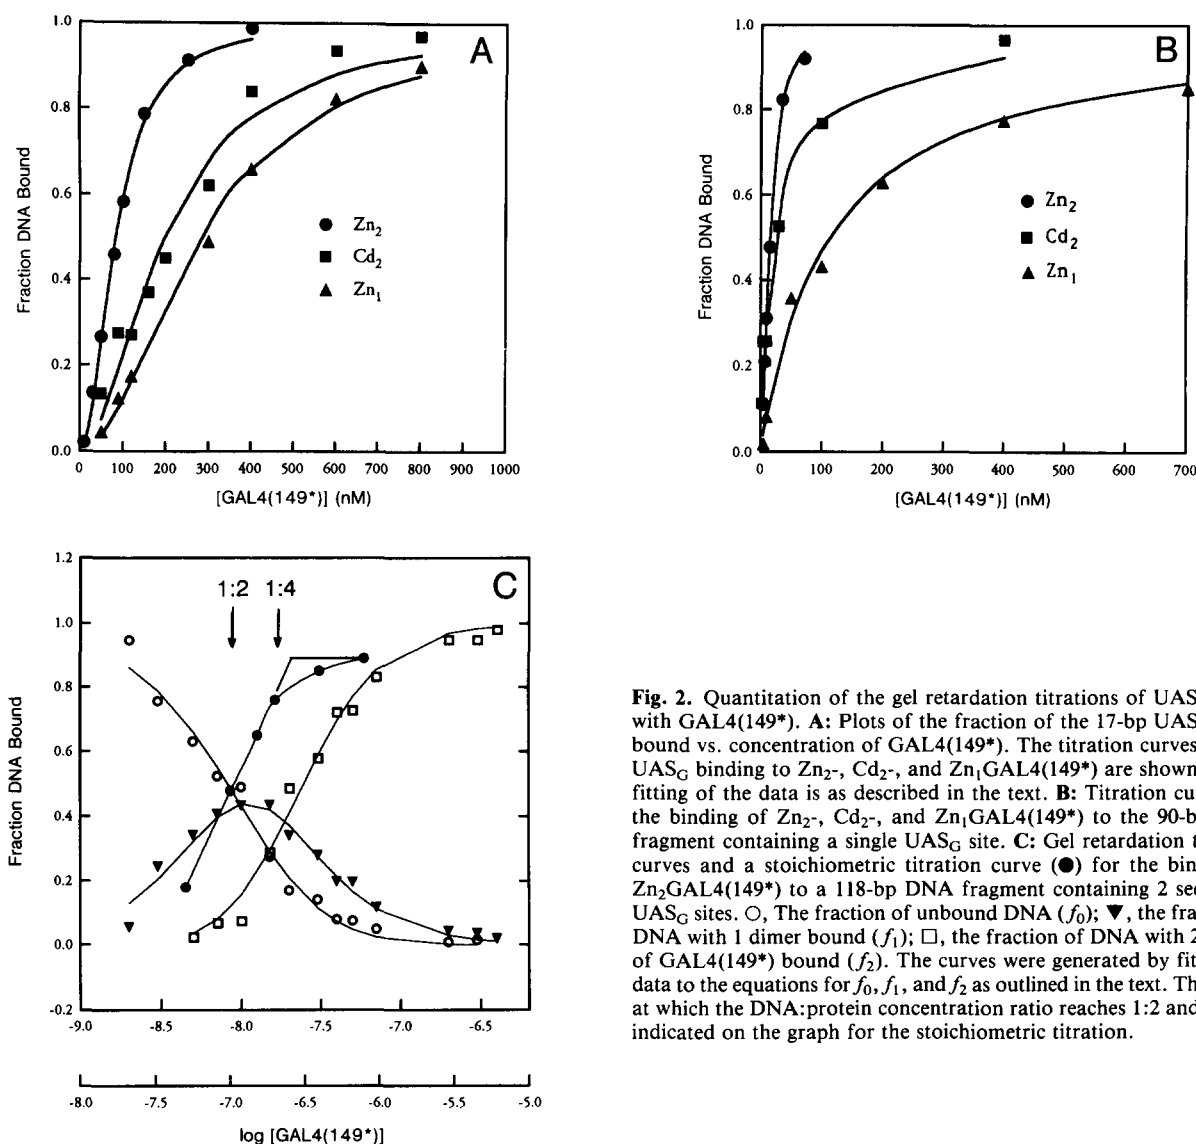 A
1.0
0.8
0.6
0.4
0.2
0.0
Fraction DNA Bound
Zn₂
Cd₂
Zn₁
0 100 200 300 400 500 600 700 800 900 1000
[GAL4(149*)] (nM)
B
1.0
0.8
0.6
0.4
0.2
0.0
Fraction DNA Bound
Zn₂
Cd₂
Zn₁
0 100 200 300 400 500 600 700
[GAL4(149*)] (nM)
C
1:2 1:4
1.2
1.0
0.8
0.6
0.4
0.2
0.0
-0.2
Fraction DNA Bound
-9.0 -8.5 -8.0 -7.5 -7.0 -6.5
-8.0 -7.5 -7.0 -6.5 -6.0 -5.5 -5.0
log [GAL4(149*)]
Fig. 2. Quantitation of the gel retardation titrations of UAS
with GAL4(149*). A: Plots of the fraction of the 17-bp UAS
bound vs. concentration of GAL4(149*). The titration curves
UAS_G binding to Zn₂-, Cd₂-, and Zn₁GAL4(149*) are shown
fitting of the data is as described in the text. B: Titration cu
the binding of Zn₂-, Cd₂-, and Zn₁GAL4(149*) to the 90-b
fragment containing a single UAS_G site. C: Gel retardation t
curves and a stoichiometric titration curve (●) for the bin
Zn₂GAL4(149*) to a 118-bp DNA fragment containing 2 sec
UAS_G sites. ○, The fraction of unbound DNA (f₀); ▼, the fra
DNA with 1 dimer bound (f₁); □, the fraction of DNA with 2
of GAL4(149*) bound (f₂). The curves were generated by fit
data to the equations for f₀, f₁, and f₂ as outlined in the text. Th
at which the DNA:protein concentration ratio reaches 1:2 and
indicated on the graph for the stoichiometric titration.